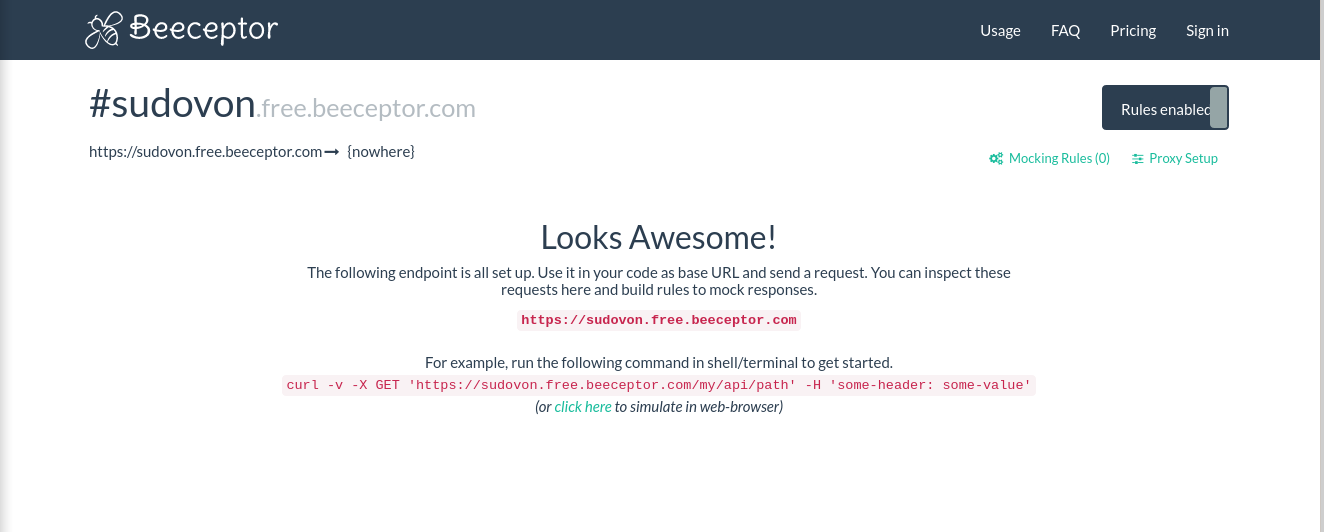 Beeceptor
Usage FAQ Pricing Sign in
#sudovon.free.beeceptor.com
Rules enabled
https://sudovon.free.beeceptor.com {nowhere}
Mocking Rules (0) Proxy Setup
Looks Awesome!
The following endpoint is all set up. Use it in your code as base URL and send a request. You can inspect these
requests here and build rules to mock responses.
https://sudovon.free.beeceptor.com
For example, run the following command in shell/terminal to get started.
curl -v -X GET 'https://sudovon.free.beeceptor.com/my/api/path' -H 'some-header: some-value'
(or click here to simulate in web-browser)